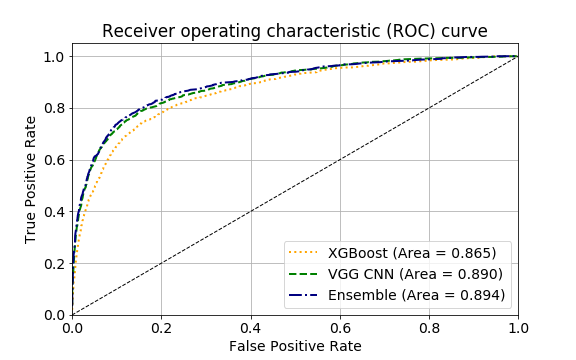 Receiver operating characteristic (ROC) curve
True Positive Rate
1.0
0.8
0.6
0.4
0.2
0.0
XGBoost (Area = 0.865)
VGG CNN (Area = 0.890)
Ensemble (Area = 0.894)
0.0 0.2 0.4 0.6 0.8 1.0
False Positive Rate